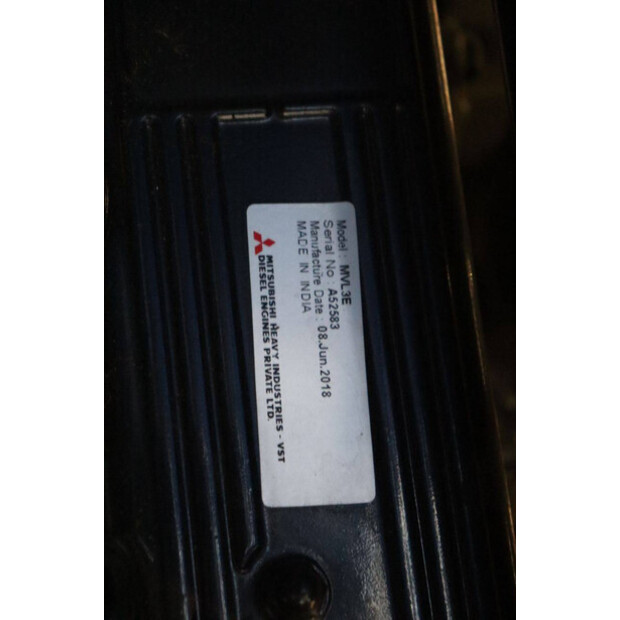 Model : MVL3E
Serial No : A52583
Manufacture Date : 08.Jun.2018
MADE IN INDIA
MITSUBISHI HEAVY INDUSTRIES - VST
DIESEL ENGINES PRIVATE LTD.